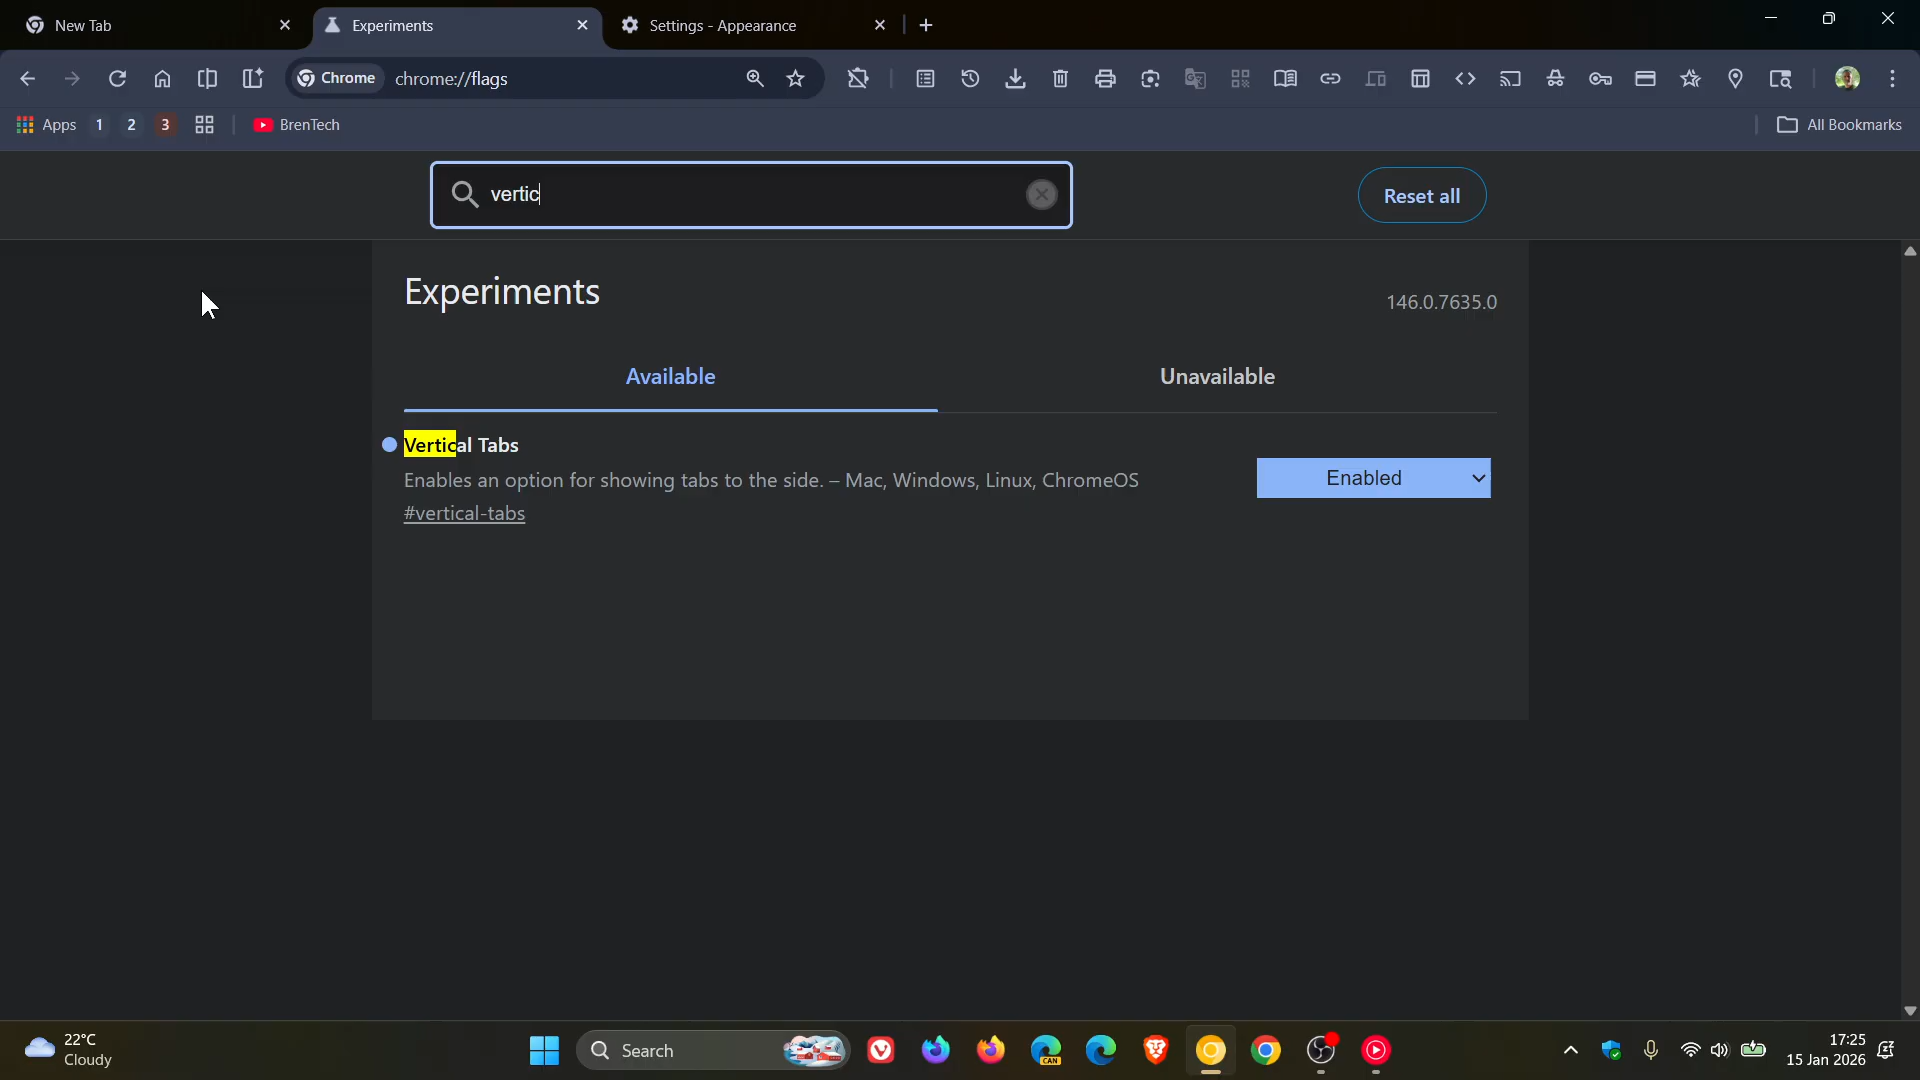 New Tab
Experiments
Settings - Appearance
Chrome
chrome://flags
Apps
1
2
3
BrenTech
All Bookmarks
vertic
Reset all
Experiments
146.0.7635.0
Available
Unavailable
Vertical Tabs
Enables an option for showing tabs to the side. – Mac, Windows, Linux, ChromeOS
#vertical-tabs
Enabled
22°C
Cloudy
Search
CAN
17:25
15 Jan 2026